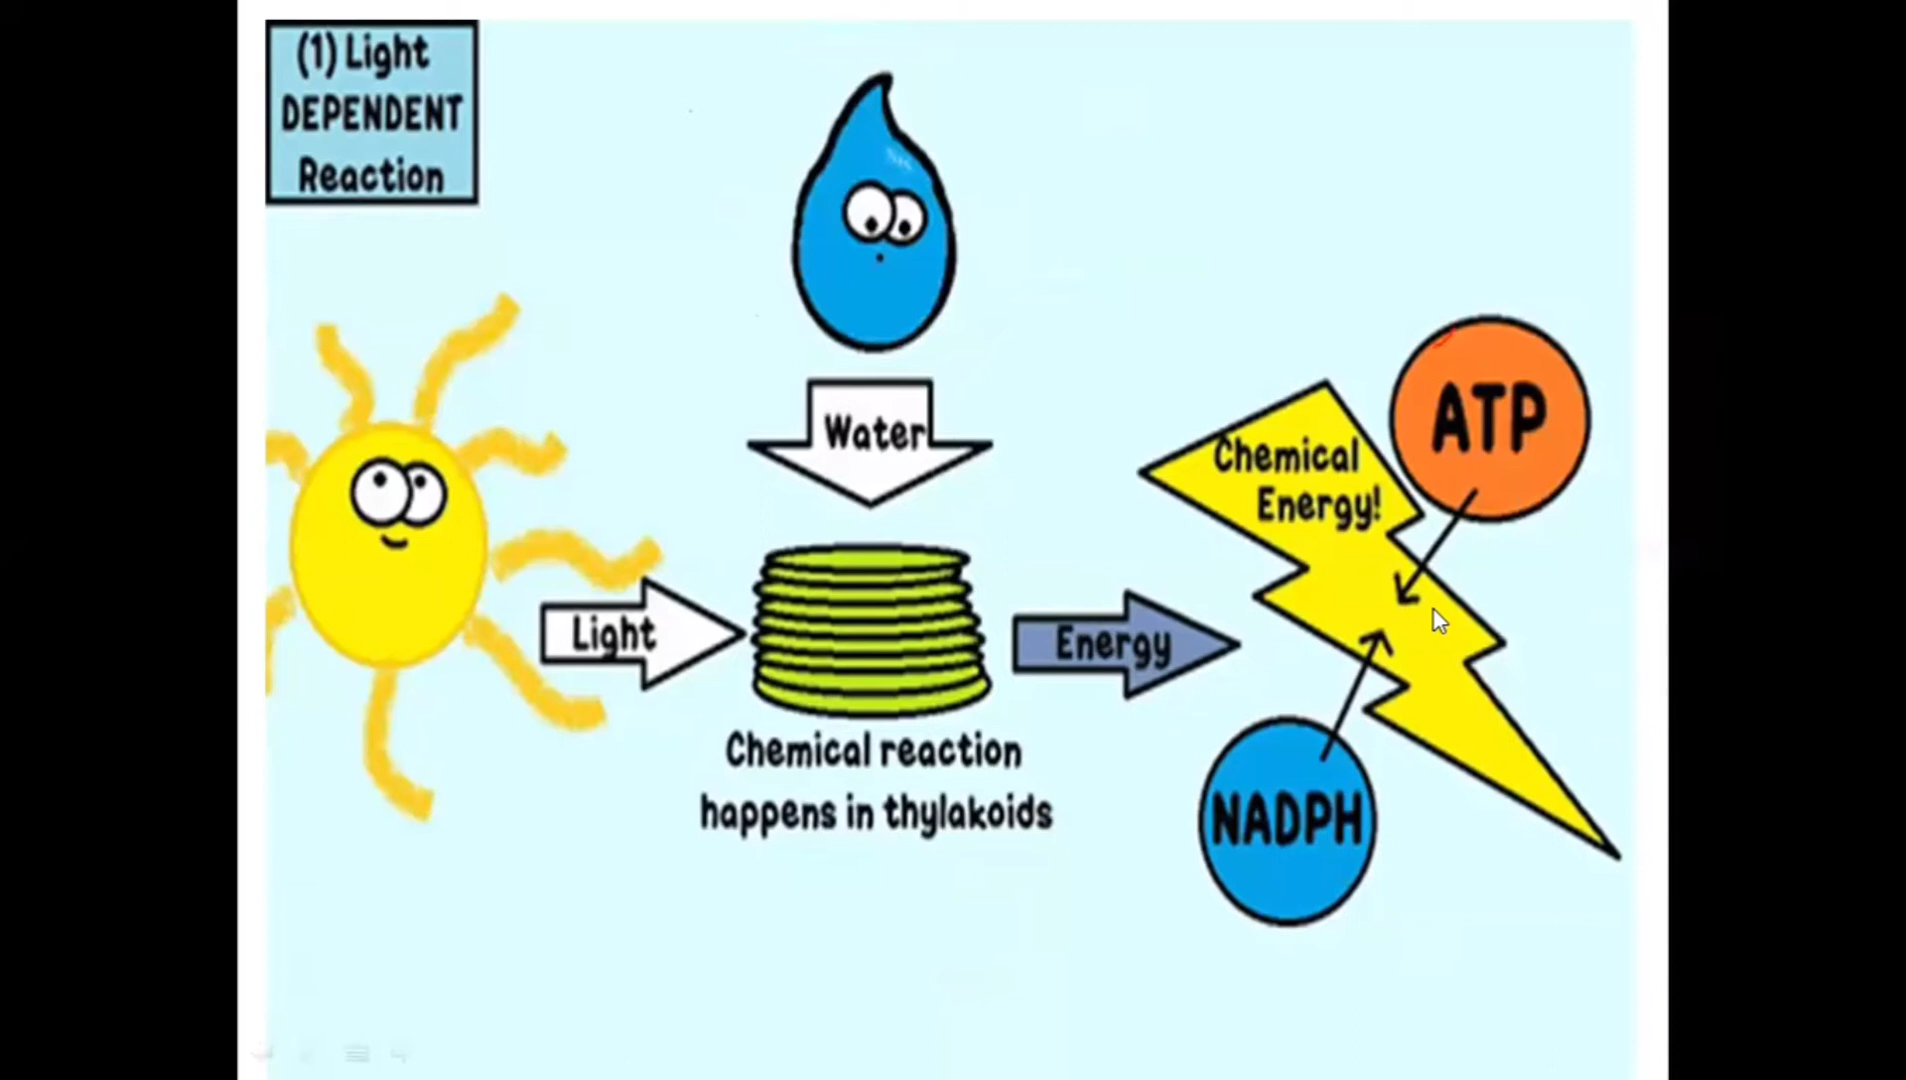 (1) Light
DEPENDENT
Reaction
Water
Light
Chemical reaction
happens in thylakoids
Energy
Chemical
Energy!
ATP
NADPH